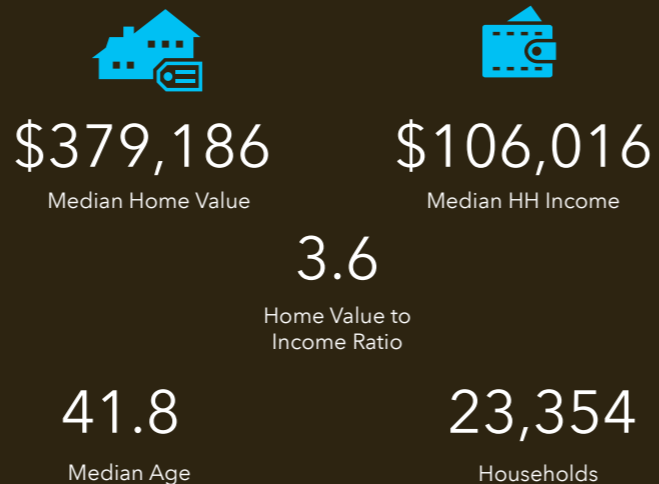 $379,186
Median Home Value
$106,016
Median HH Income
3.6
Home Value to
Income Ratio
41.8
Median Age
23,354
Households